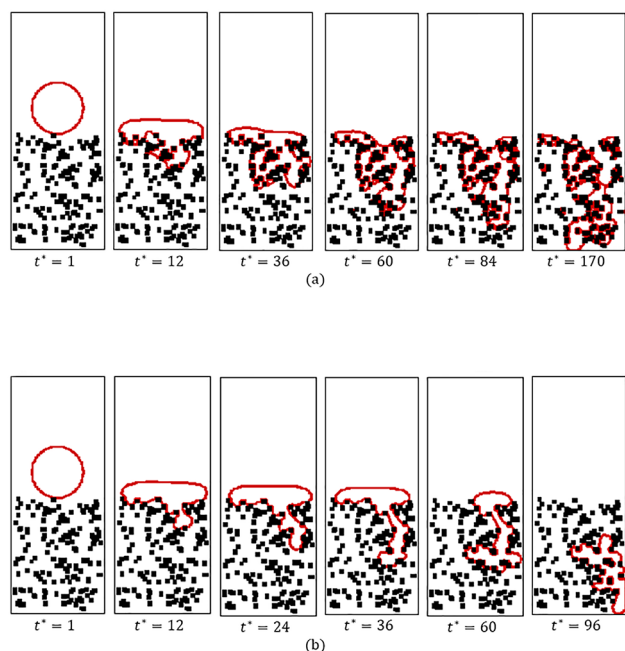 t* = 1 t* = 12 t* = 36 t* = 60 t* = 84 t* = 170
(a)
t* = 1 t* = 12 t* = 24 t* = 36 t* = 60 t* = 96
(b)